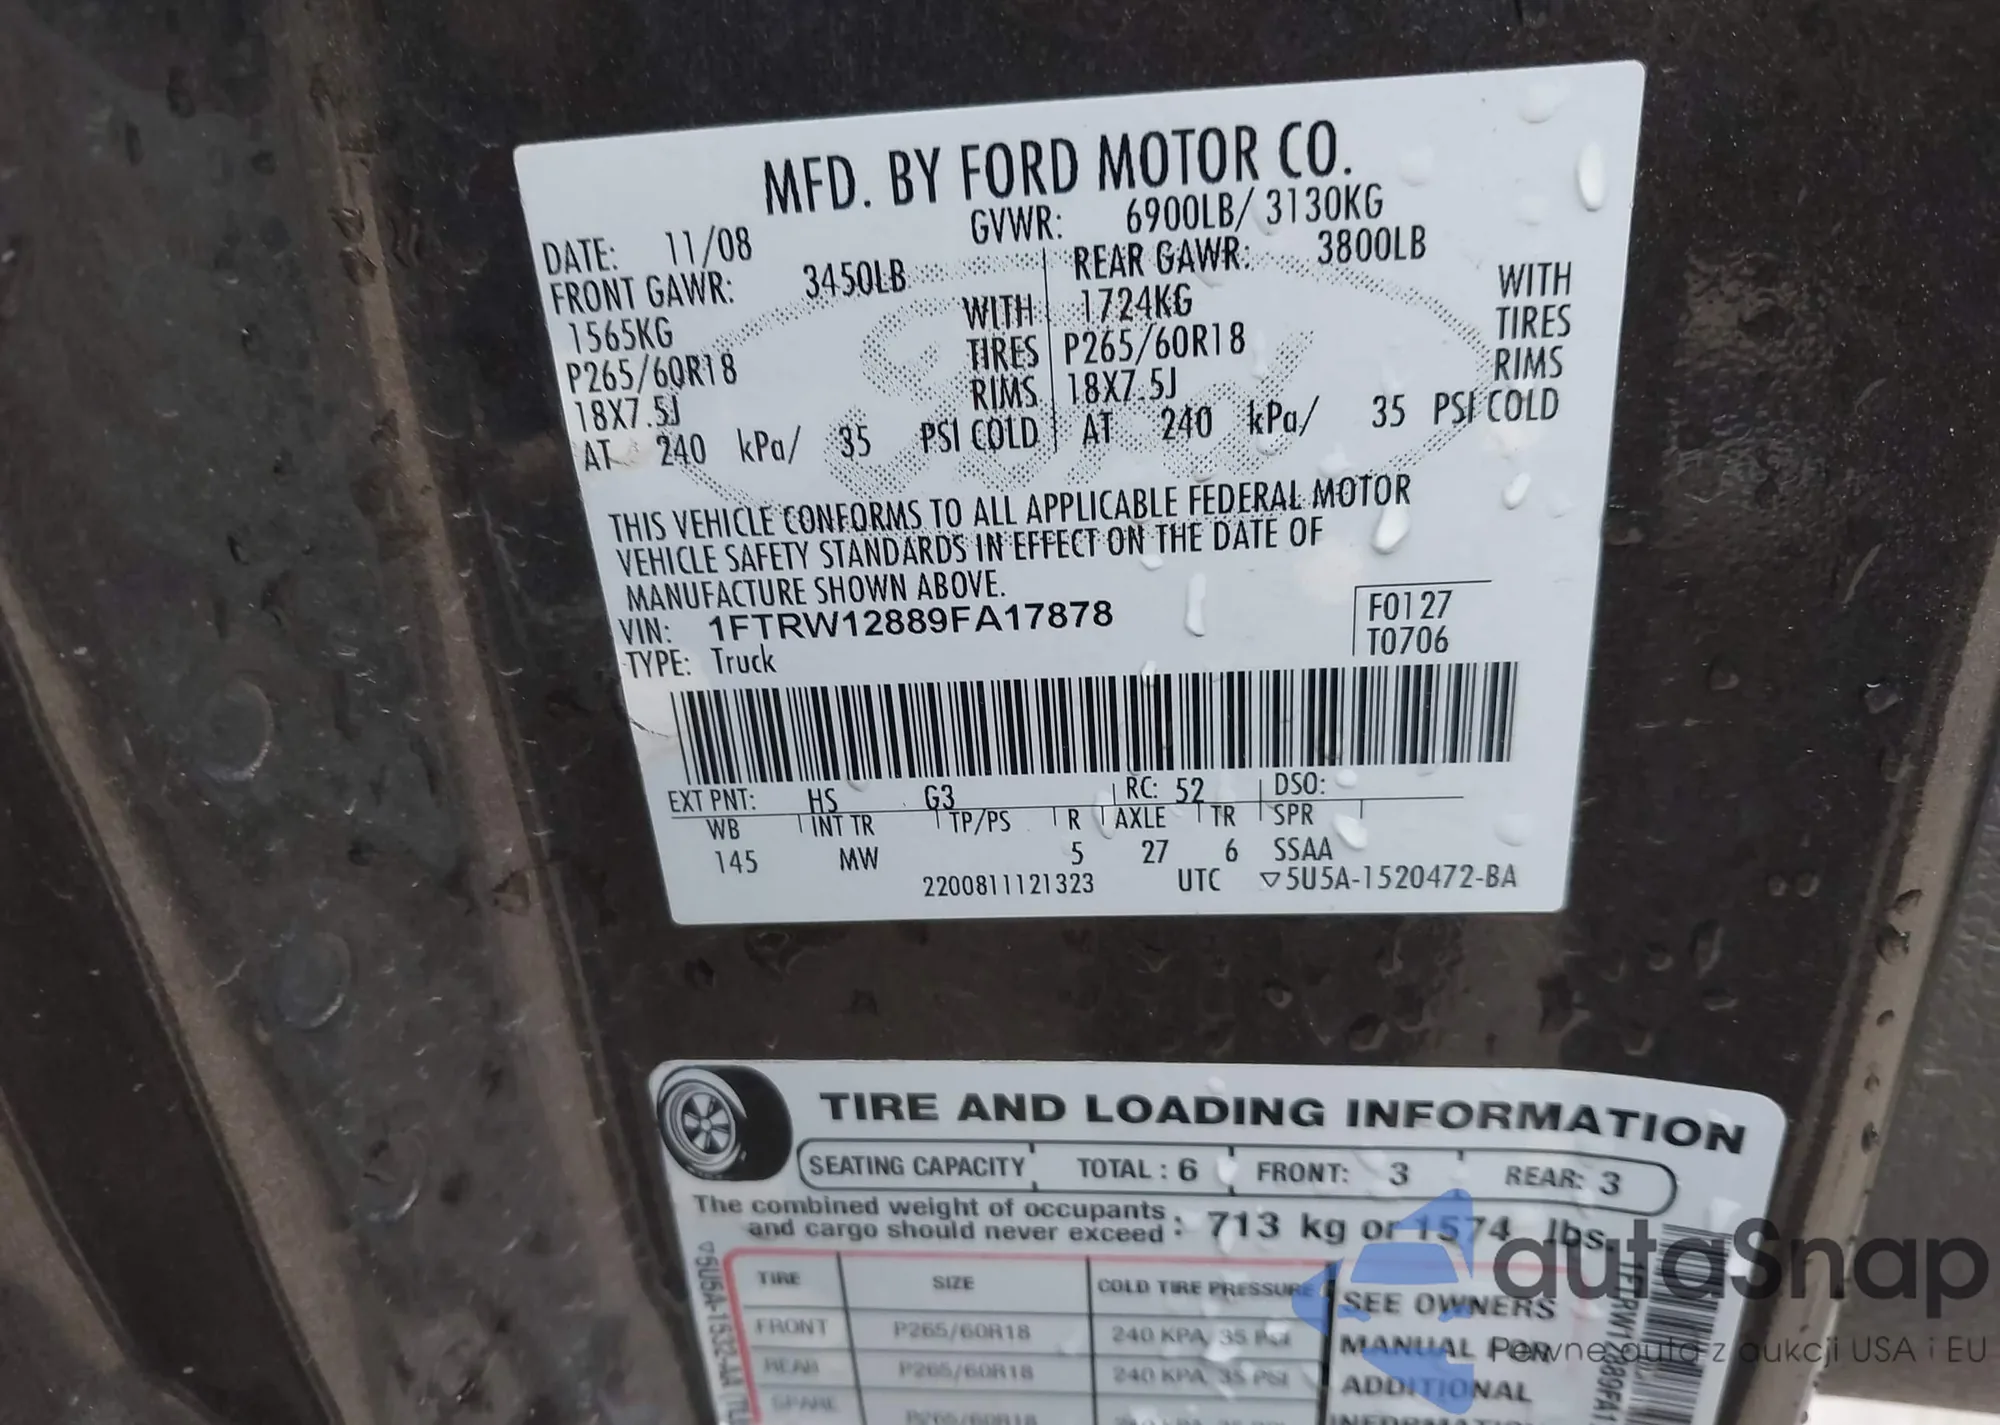 MFD. BY FORD MOTOR CO.
DATE: 11/08 GVWR: 6900LB/ 3130KG
FRONT GAWR: 3450LB REAR GAWR: 3800LB
1565KG WITH 1724KG WITH
P265/60R18 TIRES P265/60R18 TIRES
18X7.5J RIMS 18X7.5J RIMS
AT 240 kPa/ 35 PSI COLD AT 240 kPa/ 35 PSI COLD
THIS VEHICLE CONFORMS TO ALL APPLICABLE FEDERAL MOTOR
VEHICLE SAFETY STANDARDS IN EFFECT ON THE DATE OF
MANUFACTURE SHOWN ABOVE.
VIN: 1FTRW12889FA17878 F0127
TYPE: Truck T0706
EXT PNT: HS G3 RC: 52 DSO:
WB INT TR TP/PS R AXLE TR SPR
145 MW 5 27 6 SSAA
2200811121323 UTC ▽5U5A-1520472-BA
TIRE AND LOADING INFORMATION
SEATING CAPACITY TOTAL : 6 FRONT: 3 REAR: 3
The combined weight of occupants
and cargo should never exceed : 713 kg or 1574 lbs.
TIRE SIZE COLD TIRE PRESSURE SEE OWNERS
FRONT P265/60R18 240 KPA, 35 PSI MANUAL FOR
REAR P265/60R18 240 KPA, 35 PSI ADDITIONAL
SPARE P265/60R18
autaSnap
Pewne auta z aukcji USA i EU